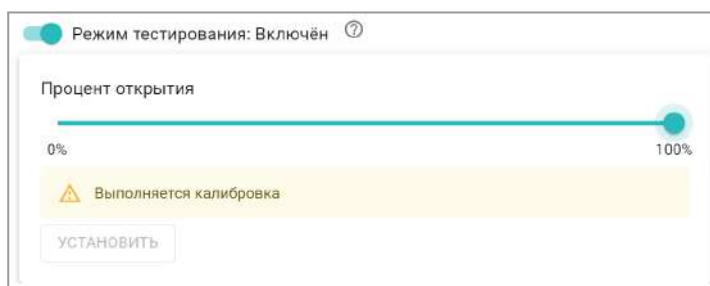 Режим тестирования: Включён
Процент открытия
0% 100%
Выполняется калибровка
УСТАНОВИТЬ